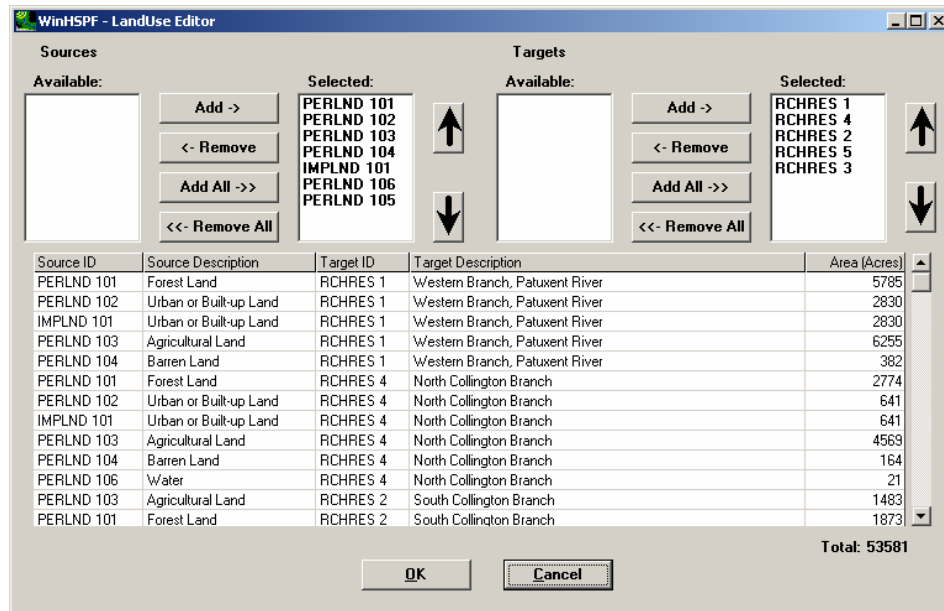 WinHSPF - LandUse Editor
Sources Targets
Available: Selected: Available: Selected:
Add -> 
<- Remove
Add All ->>
<<- Remove All
PERLND 101
PERLND 102
PERLND 103
PERLND 104
IMPLND 101
PERLND 106
PERLND 105
Add ->
<- Remove
Add All ->>
<<- Remove All
RCHRES 1
RCHRES 4
RCHRES 2
RCHRES 5
RCHRES 3
Source ID Source Description Target ID Target Description Area (Acres)
PERLND 101 Forest Land RCHRES 1 Western Branch, Patuxent River 5785
PERLND 102 Urban or Built-up Land RCHRES 1 Western Branch, Patuxent River 2830
IMPLND 101 Urban or Built-up Land RCHRES 1 Western Branch, Patuxent River 2830
PERLND 103 Agricultural Land RCHRES 1 Western Branch, Patuxent River 6255
PERLND 104 Barren Land RCHRES 1 Western Branch, Patuxent River 382
PERLND 101 Forest Land RCHRES 4 North Collington Branch 2774
PERLND 102 Urban or Built-up Land RCHRES 4 North Collington Branch 641
IMPLND 101 Urban or Built-up Land RCHRES 4 North Collington Branch 641
PERLND 103 Agricultural Land RCHRES 4 North Collington Branch 4569
PERLND 104 Barren Land RCHRES 4 North Collington Branch 164
PERLND 106 Water RCHRES 4 North Collington Branch 21
PERLND 103 Agricultural Land RCHRES 2 South Collington Branch 1483
PERLND 101 Forest Land RCHRES 2 South Collington Branch 1873
Total: 53581
OK Cancel